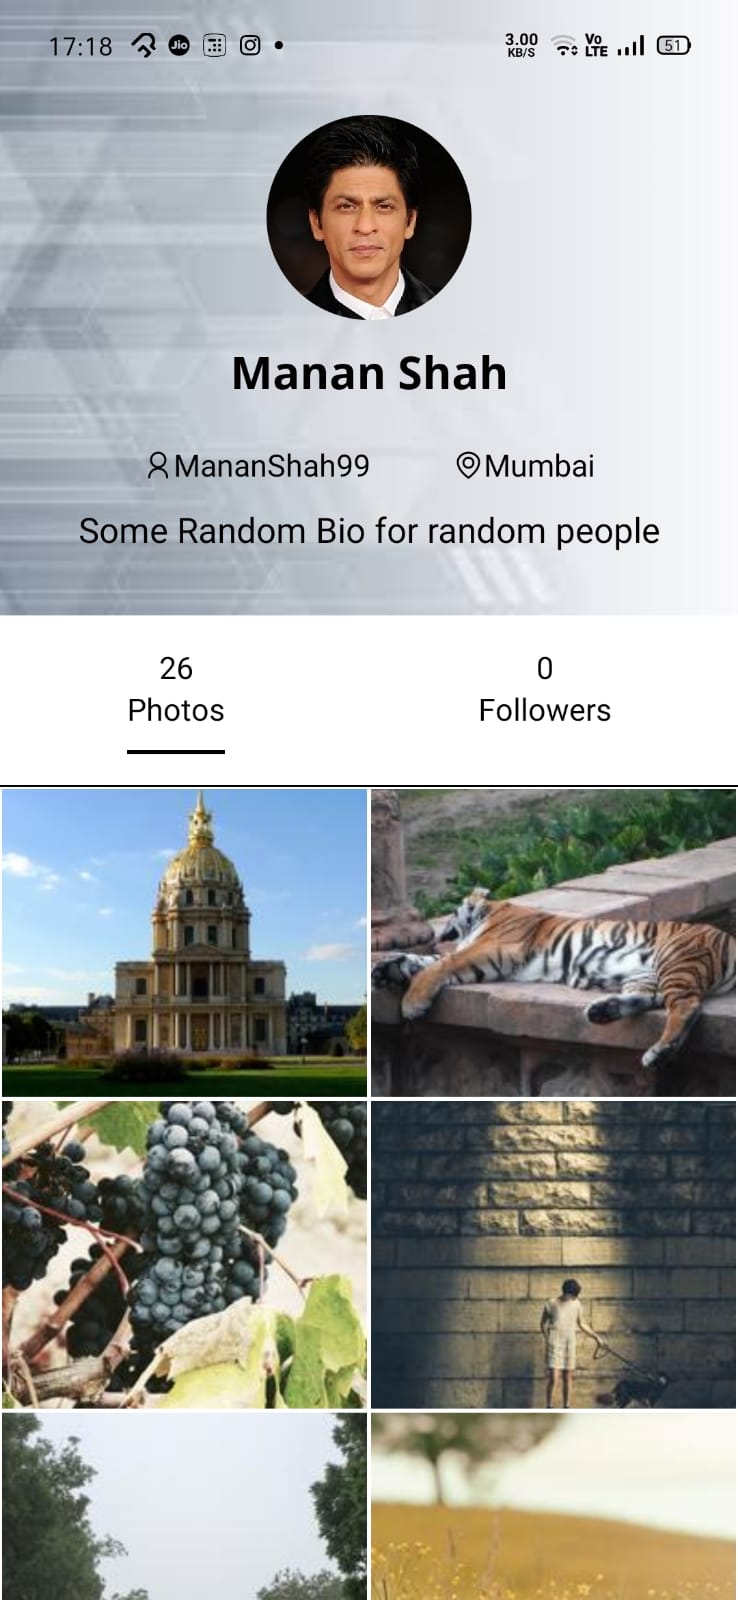 17:18 Jio 3.00 KB/S Vo LTE 51
Manan Shah
MananShah99 Mumbai
Some Random Bio for random people
26 0
Photos Followers